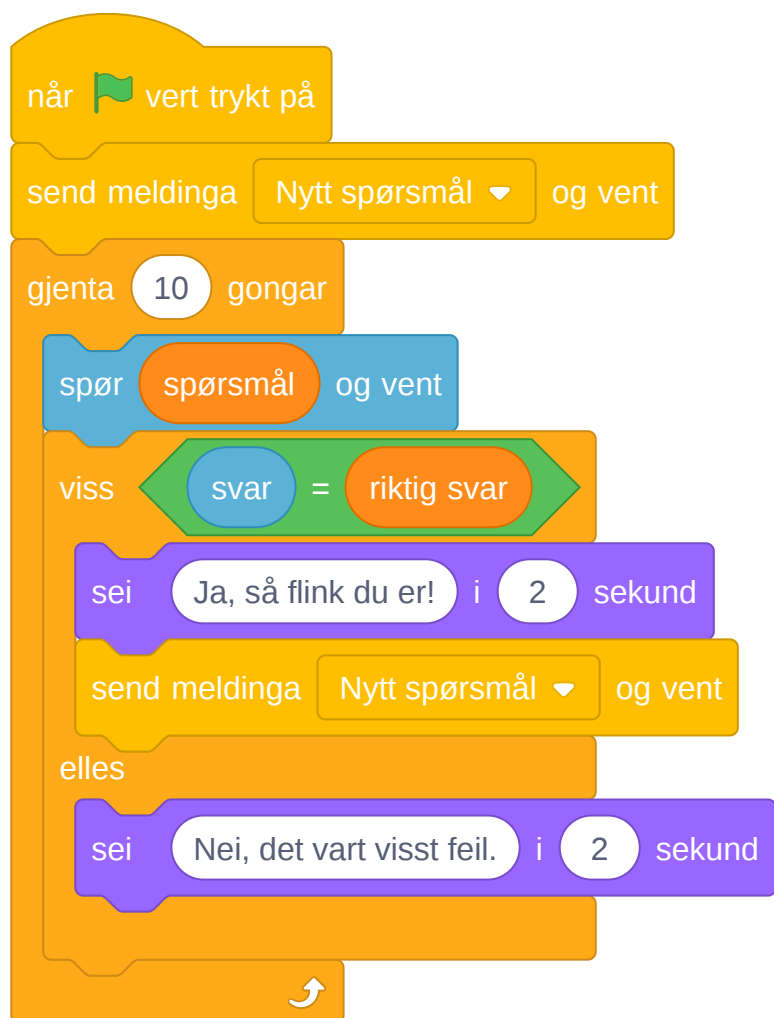 når vert trykt på
send meldinga Nytt spørsmål og vent
gjenta 10 gongar
spør spørsmål og vent
viss svar = riktig svar
sei Ja, så flink du er! i 2 sekund
send meldinga Nytt spørsmål og vent
elles
sei Nei, det vart visst feil. i 2 sekund